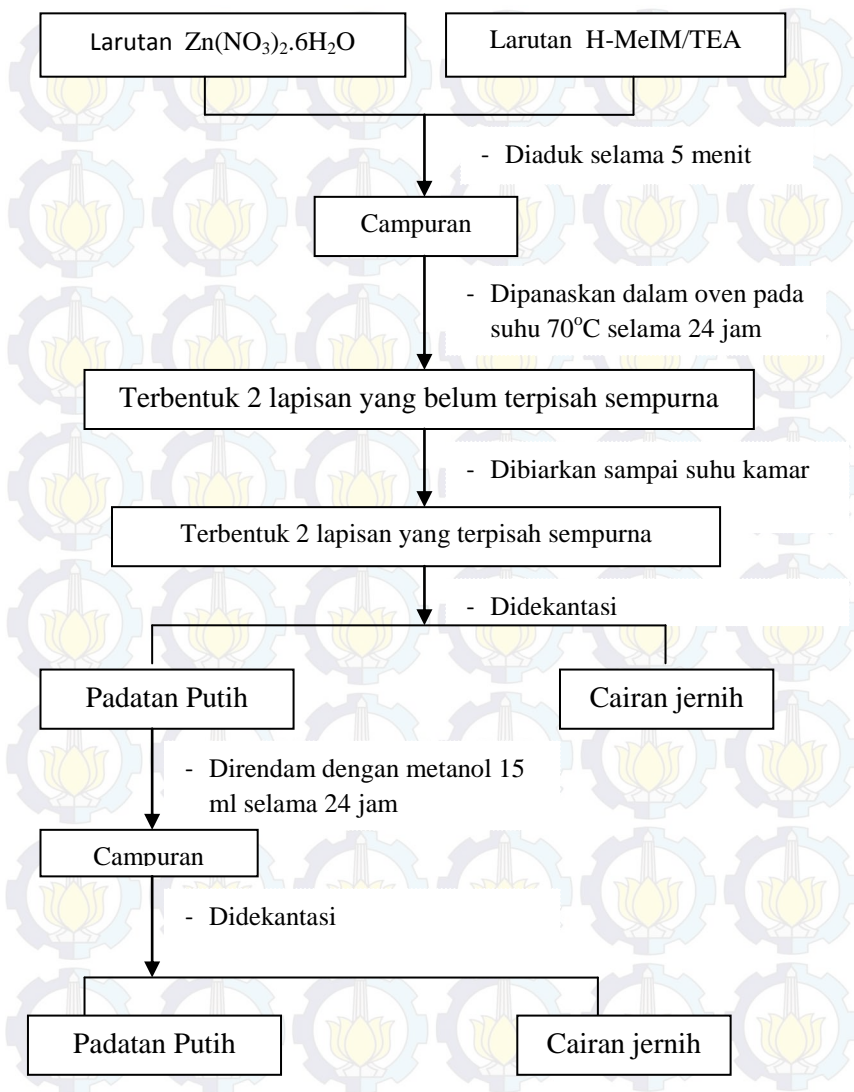 Larutan Zn(NO₃)₂.6H₂O
Larutan H-MeIM/TEA
- Diaduk selama 5 menit
Campuran
- Dipanaskan dalam oven pada
suhu 70°C selama 24 jam
Terbentuk 2 lapisan yang belum terpisah sempurna
- Dibiarkan sampai suhu kamar
Terbentuk 2 lapisan yang terpisah sempurna
- Didekantasi
Padatan Putih
Cairan jernih
- Direndam dengan metanol 15
ml selama 24 jam
Campuran
- Didekantasi
Padatan Putih
Cairan jernih